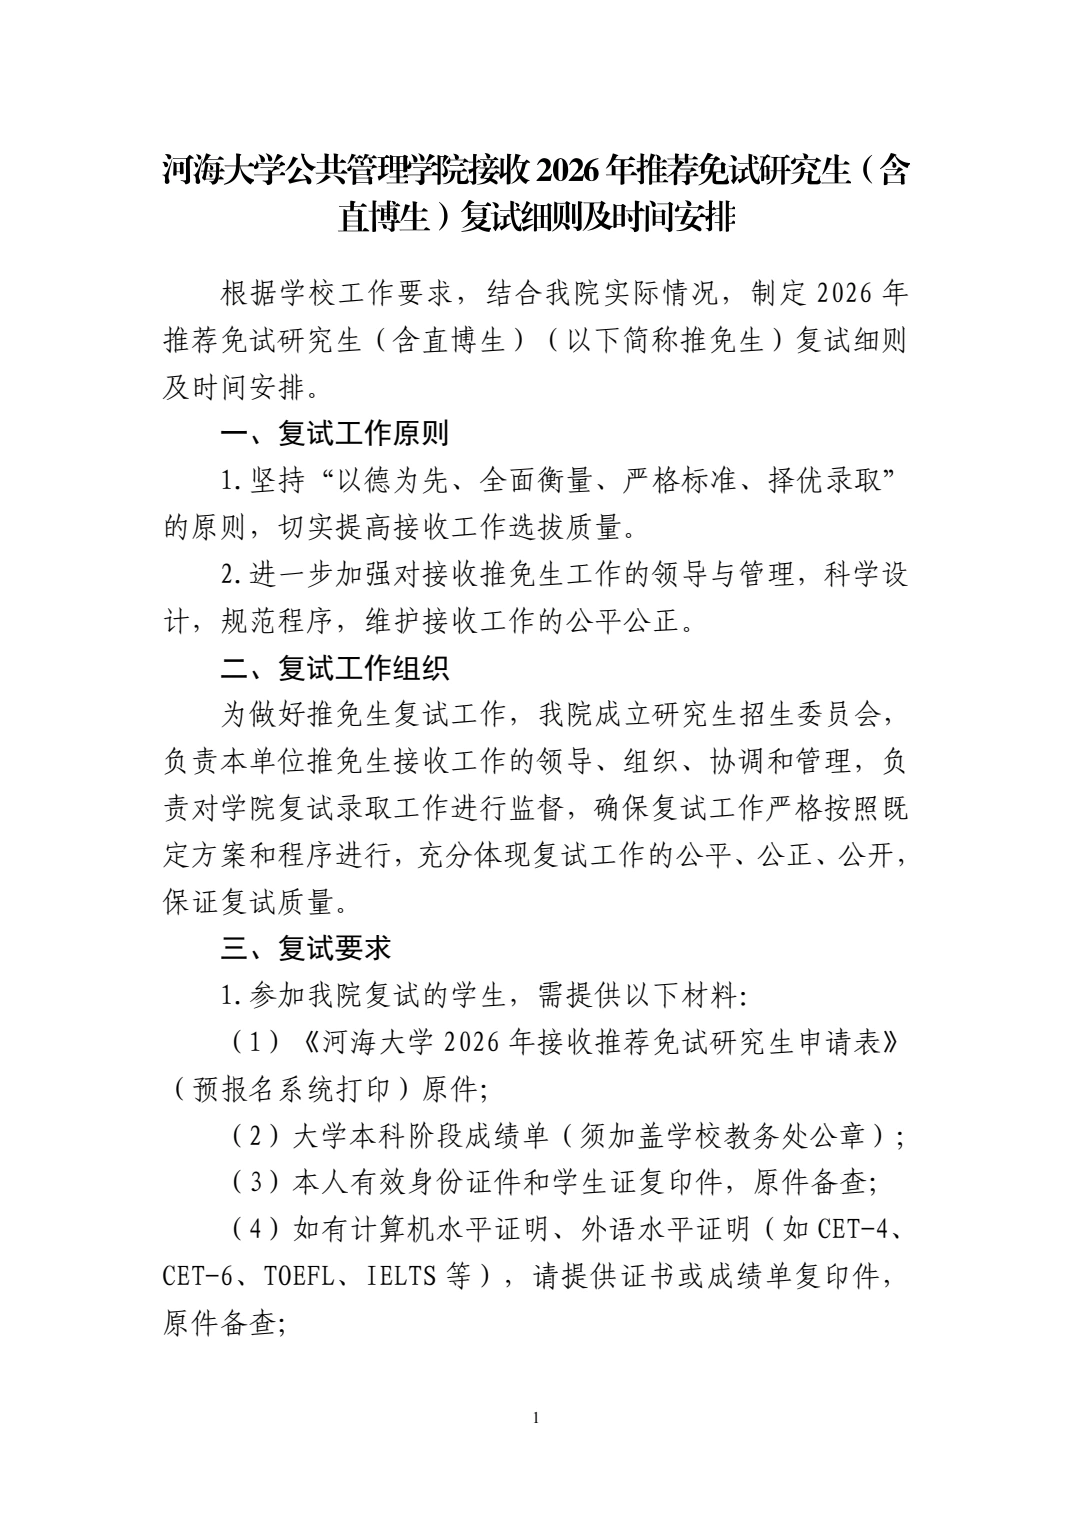 河海大学公共管理学院接收 2026 年推荐免试研究生（含
直博生）复试细则及时间安排
根据学校工作要求，结合我院实际情况，制定 2026 年
推荐免试研究生（含直博生）（以下简称推免生）复试细则
及时间安排。
一、复试工作原则
1.坚持“以德为先、全面衡量、严格标准、择优录取”
的原则，切实提高接收工作选拔质量。
2.进一步加强对接收推免生工作的领导与管理，科学设
计，规范程序，维护接收工作的公平公正。
二、复试工作组织
为做好推免生复试工作，我院成立研究生招生委员会，
负责本单位推免生接收工作的领导、组织、协调和管理，负
责对学院复试录取工作进行监督，确保复试工作严格按照既
定方案和程序进行，充分体现复试工作的公平、公正、公开，
保证复试质量。
三、复试要求
1.参加我院复试的学生，需提供以下材料：
（1）《河海大学 2026 年接收推荐免试研究生申请表》
（预报名系统打印）原件；
（2）大学本科阶段成绩单（须加盖学校教务处公章）；
（3）本人有效身份证件和学生证复印件，原件备查；
（4）如有计算机水平证明、外语水平证明（如 CET-4、
CET-6、TOEFL、IELTS 等），请提供证书或成绩单复印件，
原件备查；
1